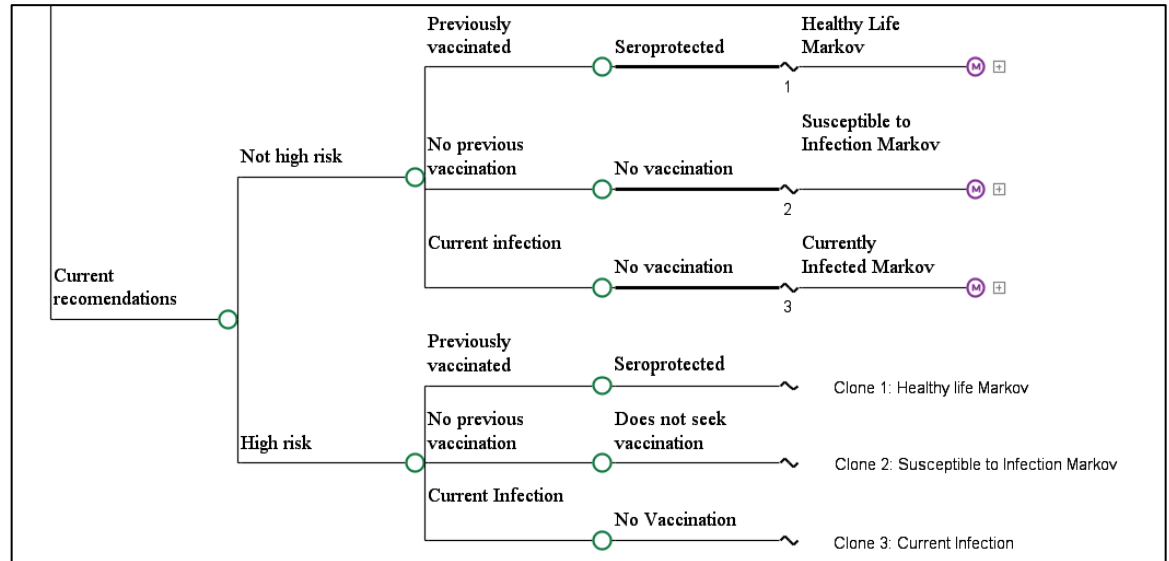 Previously
vaccinated
Seroprotected
Healthy Life
Markov
M
1
Not high risk
No previous
vaccination
No vaccination
Susceptible to
Infection Markov
M
2
Current infection
No vaccination
Currently
Infected Markov
M
3
Current
recomendations
Previously
vaccinated
Seroprotected
Clone 1: Healthy life Markov
High risk
No previous
vaccination
Does not seek
vaccination
Clone 2: Susceptible to Infection Markov
Current Infection
No Vaccination
Clone 3: Current Infection